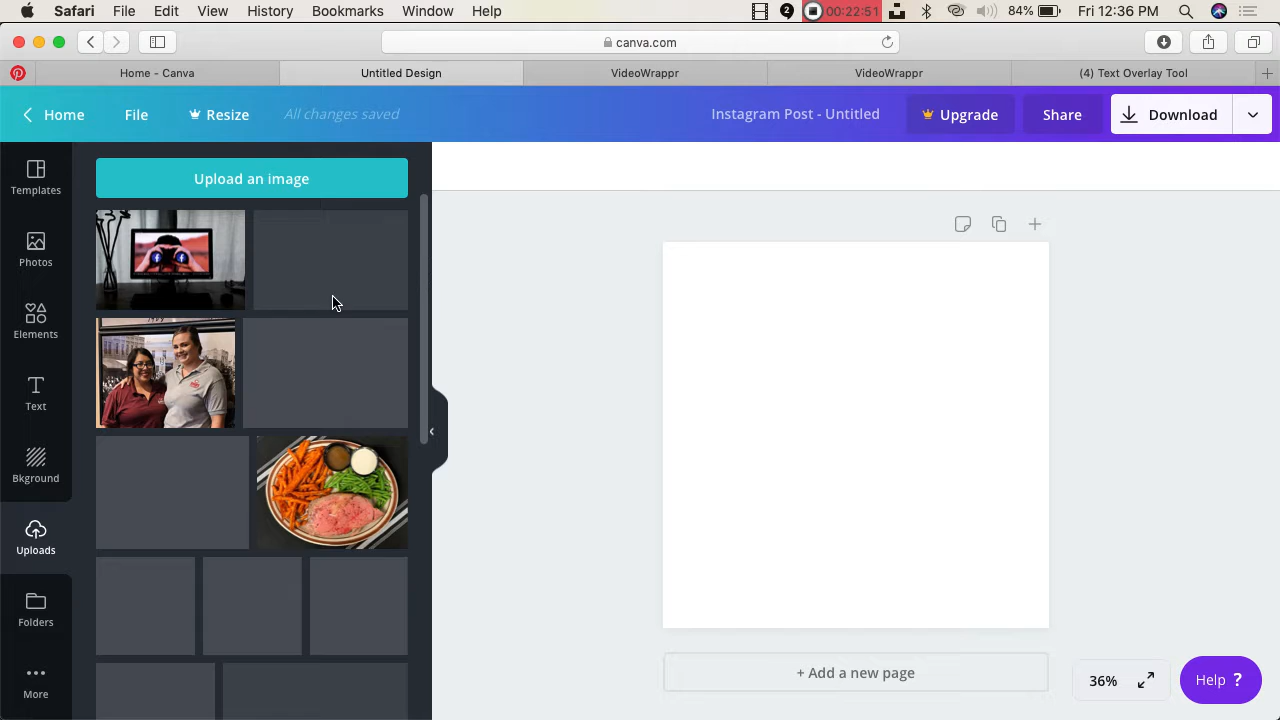 Safari File Edit View History Bookmarks Window Help 2 00:22:51 84% Fri 12:36 PM
canva.com
Home - Canva Untitled Design VideoWrappr VideoWrappr (4) Text Overlay Tool
Home File Resize All changes saved Instagram Post - Untitled Upgrade Share Download
Upload an image
Templates
Photos
Elements
Text
Bkground
Uploads
Folders
More
+ Add a new page
36%
Help ?